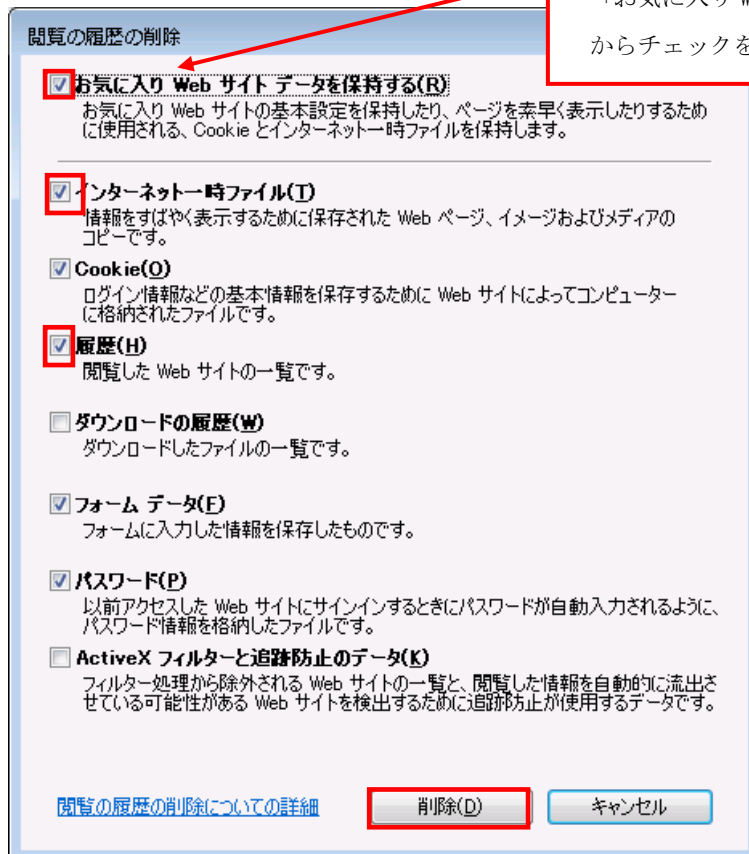 「お気に入り W
からチェックを
閲覧の履歴の削除
お気に入り Web サイト データを保持する(R)
お気に入り Web サイトの基本設定を保持したり、ページを素早く表示したりするため
に使用される、Cookie とインターネット一時ファイルを保持します。
インターネット一時ファイル(T)
情報をすばやく表示するために保存された Web ページ、イメージおよびメディアの
コピーです。
Cookie(O)
ログイン情報などの基本情報を保存するために Web サイトによってコンピューター
に格納されたファイルです。
履歴(H)
閲覧した Web サイトの一覧です。
ダウンロードの履歴(W)
ダウンロードしたファイルの一覧です。
フォーム データ(F)
フォームに入力した情報を保存したものです。
パスワード(P)
以前アクセスした Web サイトにサインインするときにパスワードが自動入力されるように、
パスワード情報を格納したファイルです。
ActiveX フィルターと追跡防止のデータ(K)
フィルター処理から除外される Web サイトの一覧と、閲覧した情報を自動的に流出さ
せている可能性がある Web サイトを検出するために追跡防止が使用するデータです。
閲覧の履歴の削除についての詳細
削除(D)
キャンセル